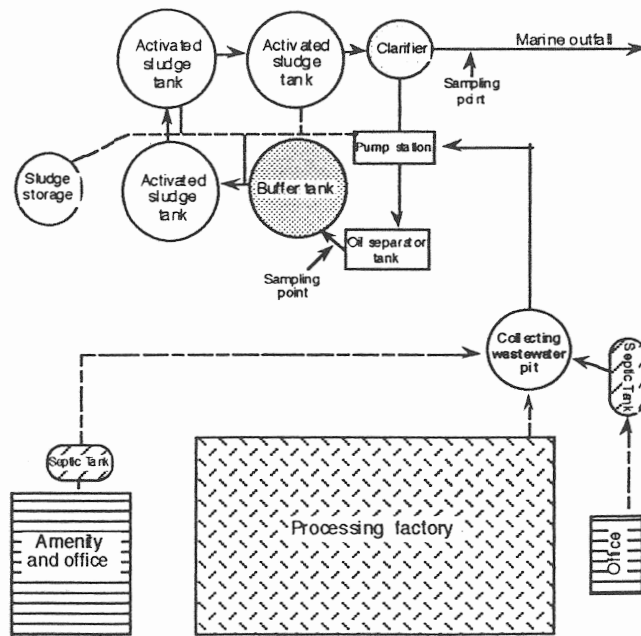 Activated
sludge
tank
Activated
sludge
tank
Clarifier
Marine outfall
Sampling
point
Pump station
Sludge
storage
Activated
sludge
tank
Buffer tank
Oil separator
tank
Sampling
point
Collecting
wastewater
pit
Septic Tank
Septic Tank
Amenity
and office
Processing factory
Office